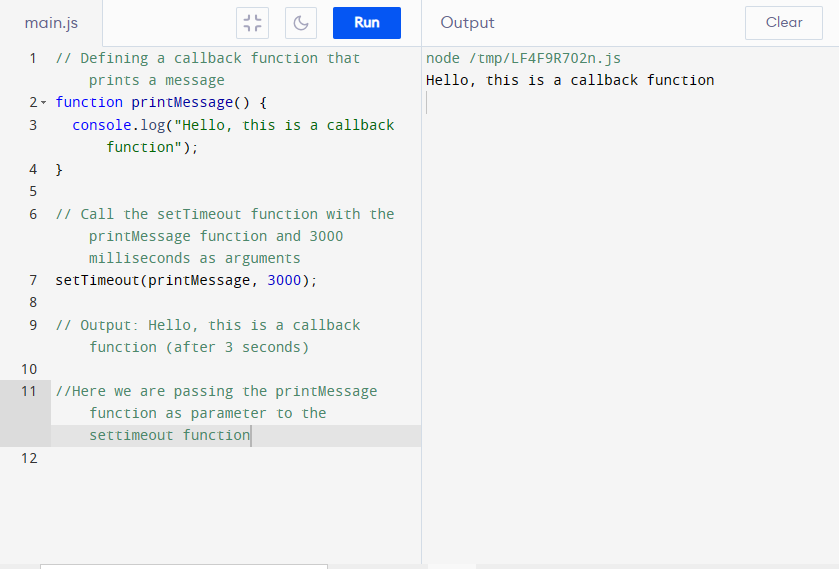 main.js
Run
Output
Clear
1 // Defining a callback function that
prints a message
2 function printMessage() {
3 console.log("Hello, this is a callback
function");
4 }
5
6 // Call the setTimeout function with the
printMessage function and 3000
milliseconds as arguments
7 setTimeout(printMessage, 3000);
8
9 // Output: Hello, this is a callback
function (after 3 seconds)
10
11 //Here we are passing the printMessage
function as parameter to the
settimeout function
12
node /tmp/LF4F9R7O2n.js
Hello, this is a callback function